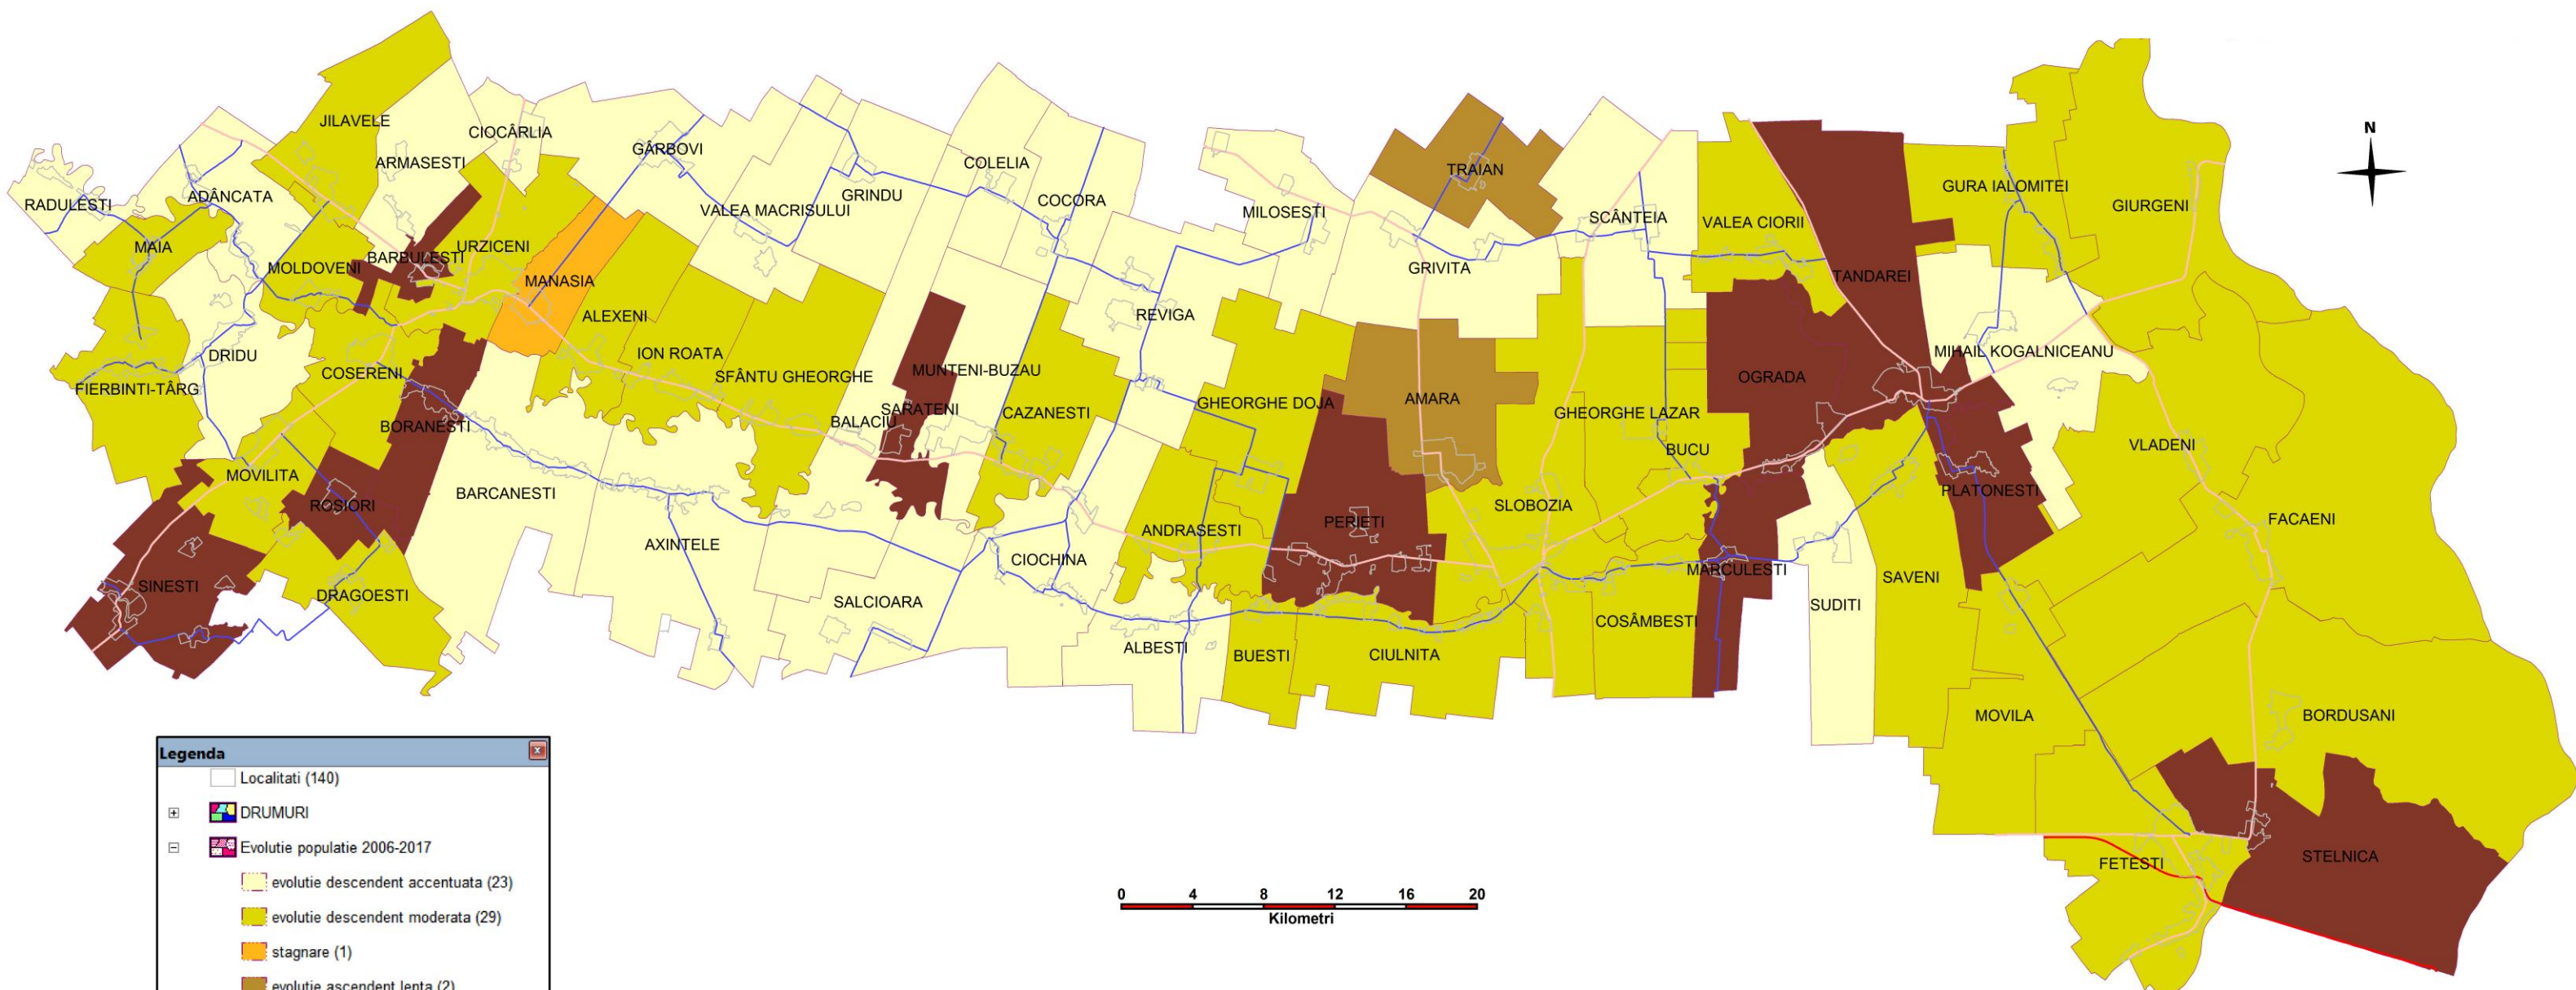 N
JILAVELE
CIOCÂRLIA
ARMASESTI
GÂRBOVI
COLELIA
TRAIAN
GURA IALOMITEI
RADULESTI
ADÂNCATA
VALEA MACRISULUI
GRINDU
COCORA
MILOSESTI
SCÂNTEIA
VALEA CIORII
GIURGENI
MAIA
MOLDOVENI
BARBULESTI
URZICENI
MANASIA
GRIVITA
TANDAREI
DRIDU
ALEXENI
REVIGA
FIERBINTI-TÂRG
COSERENI
ION ROATA
SFÂNTU GHEORGHE
MUNTENI-BUZAU
OGRADA
MIHAIL KOGALNICEANU
BORANESTI
BALACIU
SARATENI
CAZANESTI
GHEORGHE DOJA
AMARA
GHEORGHE LAZAR
BUCU
VLADENI
MOVILITA
ROSIORI
BARCANESTI
SLOBOZIA
PLATONESTI
AXINTELE
CIOCHINA
ANDRASESTI
PERIETI
FACAENI
SINESTI
DRAGOESTI
SALCIOARA
MARCULESTI
SAVENI
SUDITI
ALBESTI
BUESTI
CIULNITA
COSÂMBESTI
MOVILA
BORDUSANI
FETESTI
STELNICA
Legenda
Localitati (140)
DRUMURI
Evolutie populatie 2006-2017
evolutie descendent accentuata (23)
evolutie descendent moderata (29)
stagnare (1)
evolutie ascendent lenta (2)
0 4 8 12 16 20
Kilometri